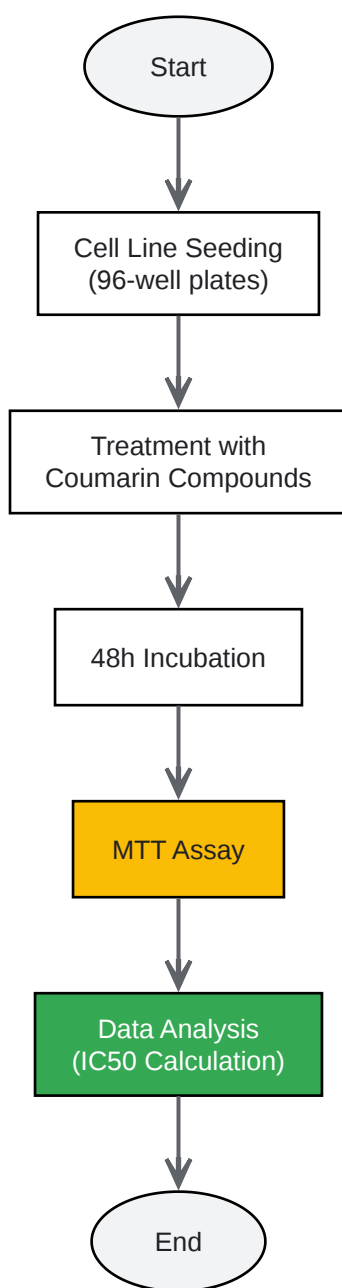 Start
Cell Line Seeding
(96-well plates)
Treatment with
Coumarin Compounds
48h Incubation
MTT Assay
Data Analysis
(IC50 Calculation)
End